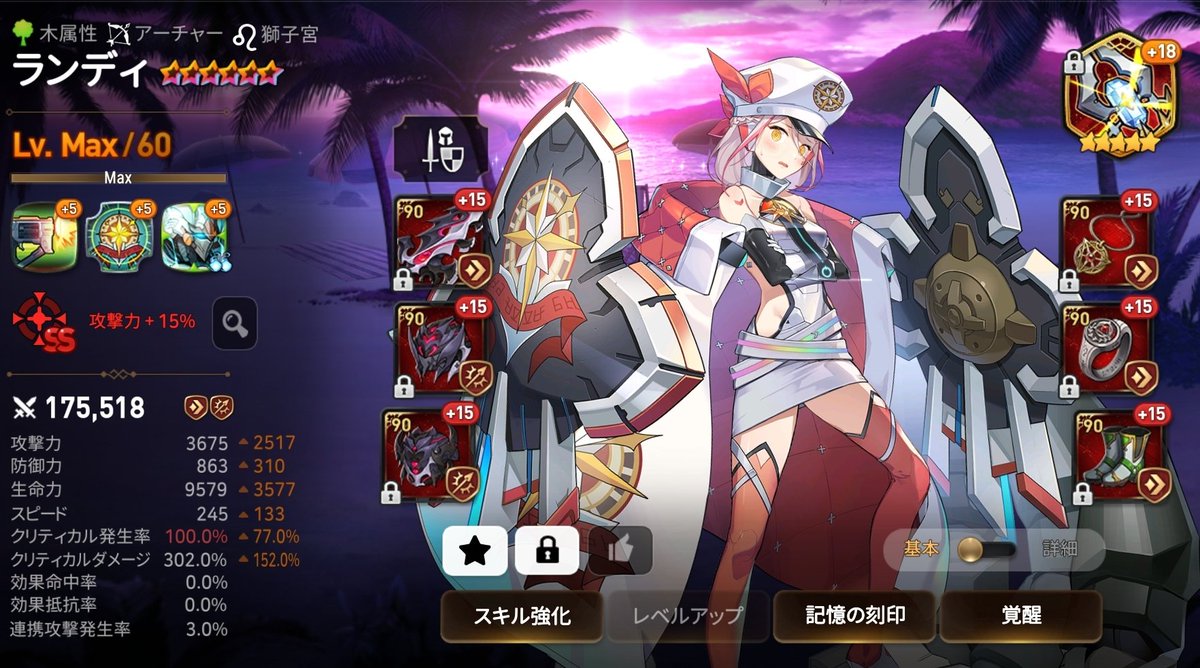 木属性 アーチャー 獅子宮
ランディ
Lv. Max/60
Max
+5 +5 +5
SS 攻撃力 + 15%
175,518
攻撃力 3675 2517
防御力 863 310
生命力 9579 3577
スピード 245 133
クリティカル発生率 100.0% 77.0%
クリティカルダメージ 302.0% 152.0%
効果命中率 0.0%
効果抵抗率 0.0%
連携攻撃発生率 3.0%
90 +15
90 +15
90 +15
+18
90 +15
90 +15
90 +15
基本 詳細
スキル強化 レベルアップ 記憶の刻印 覚醒